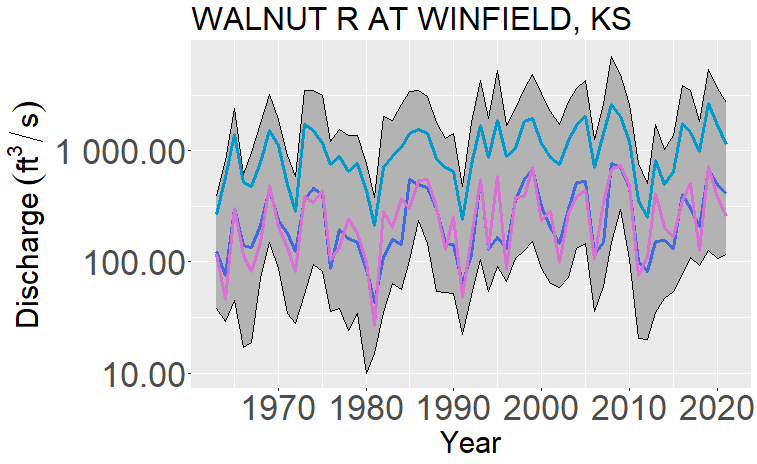 WALNUT R AT WINFIELD, KS
Discharge (ft³/s)
1 000.00
100.00
10.00
1970 1980 1990 2000 2010 2020
Year